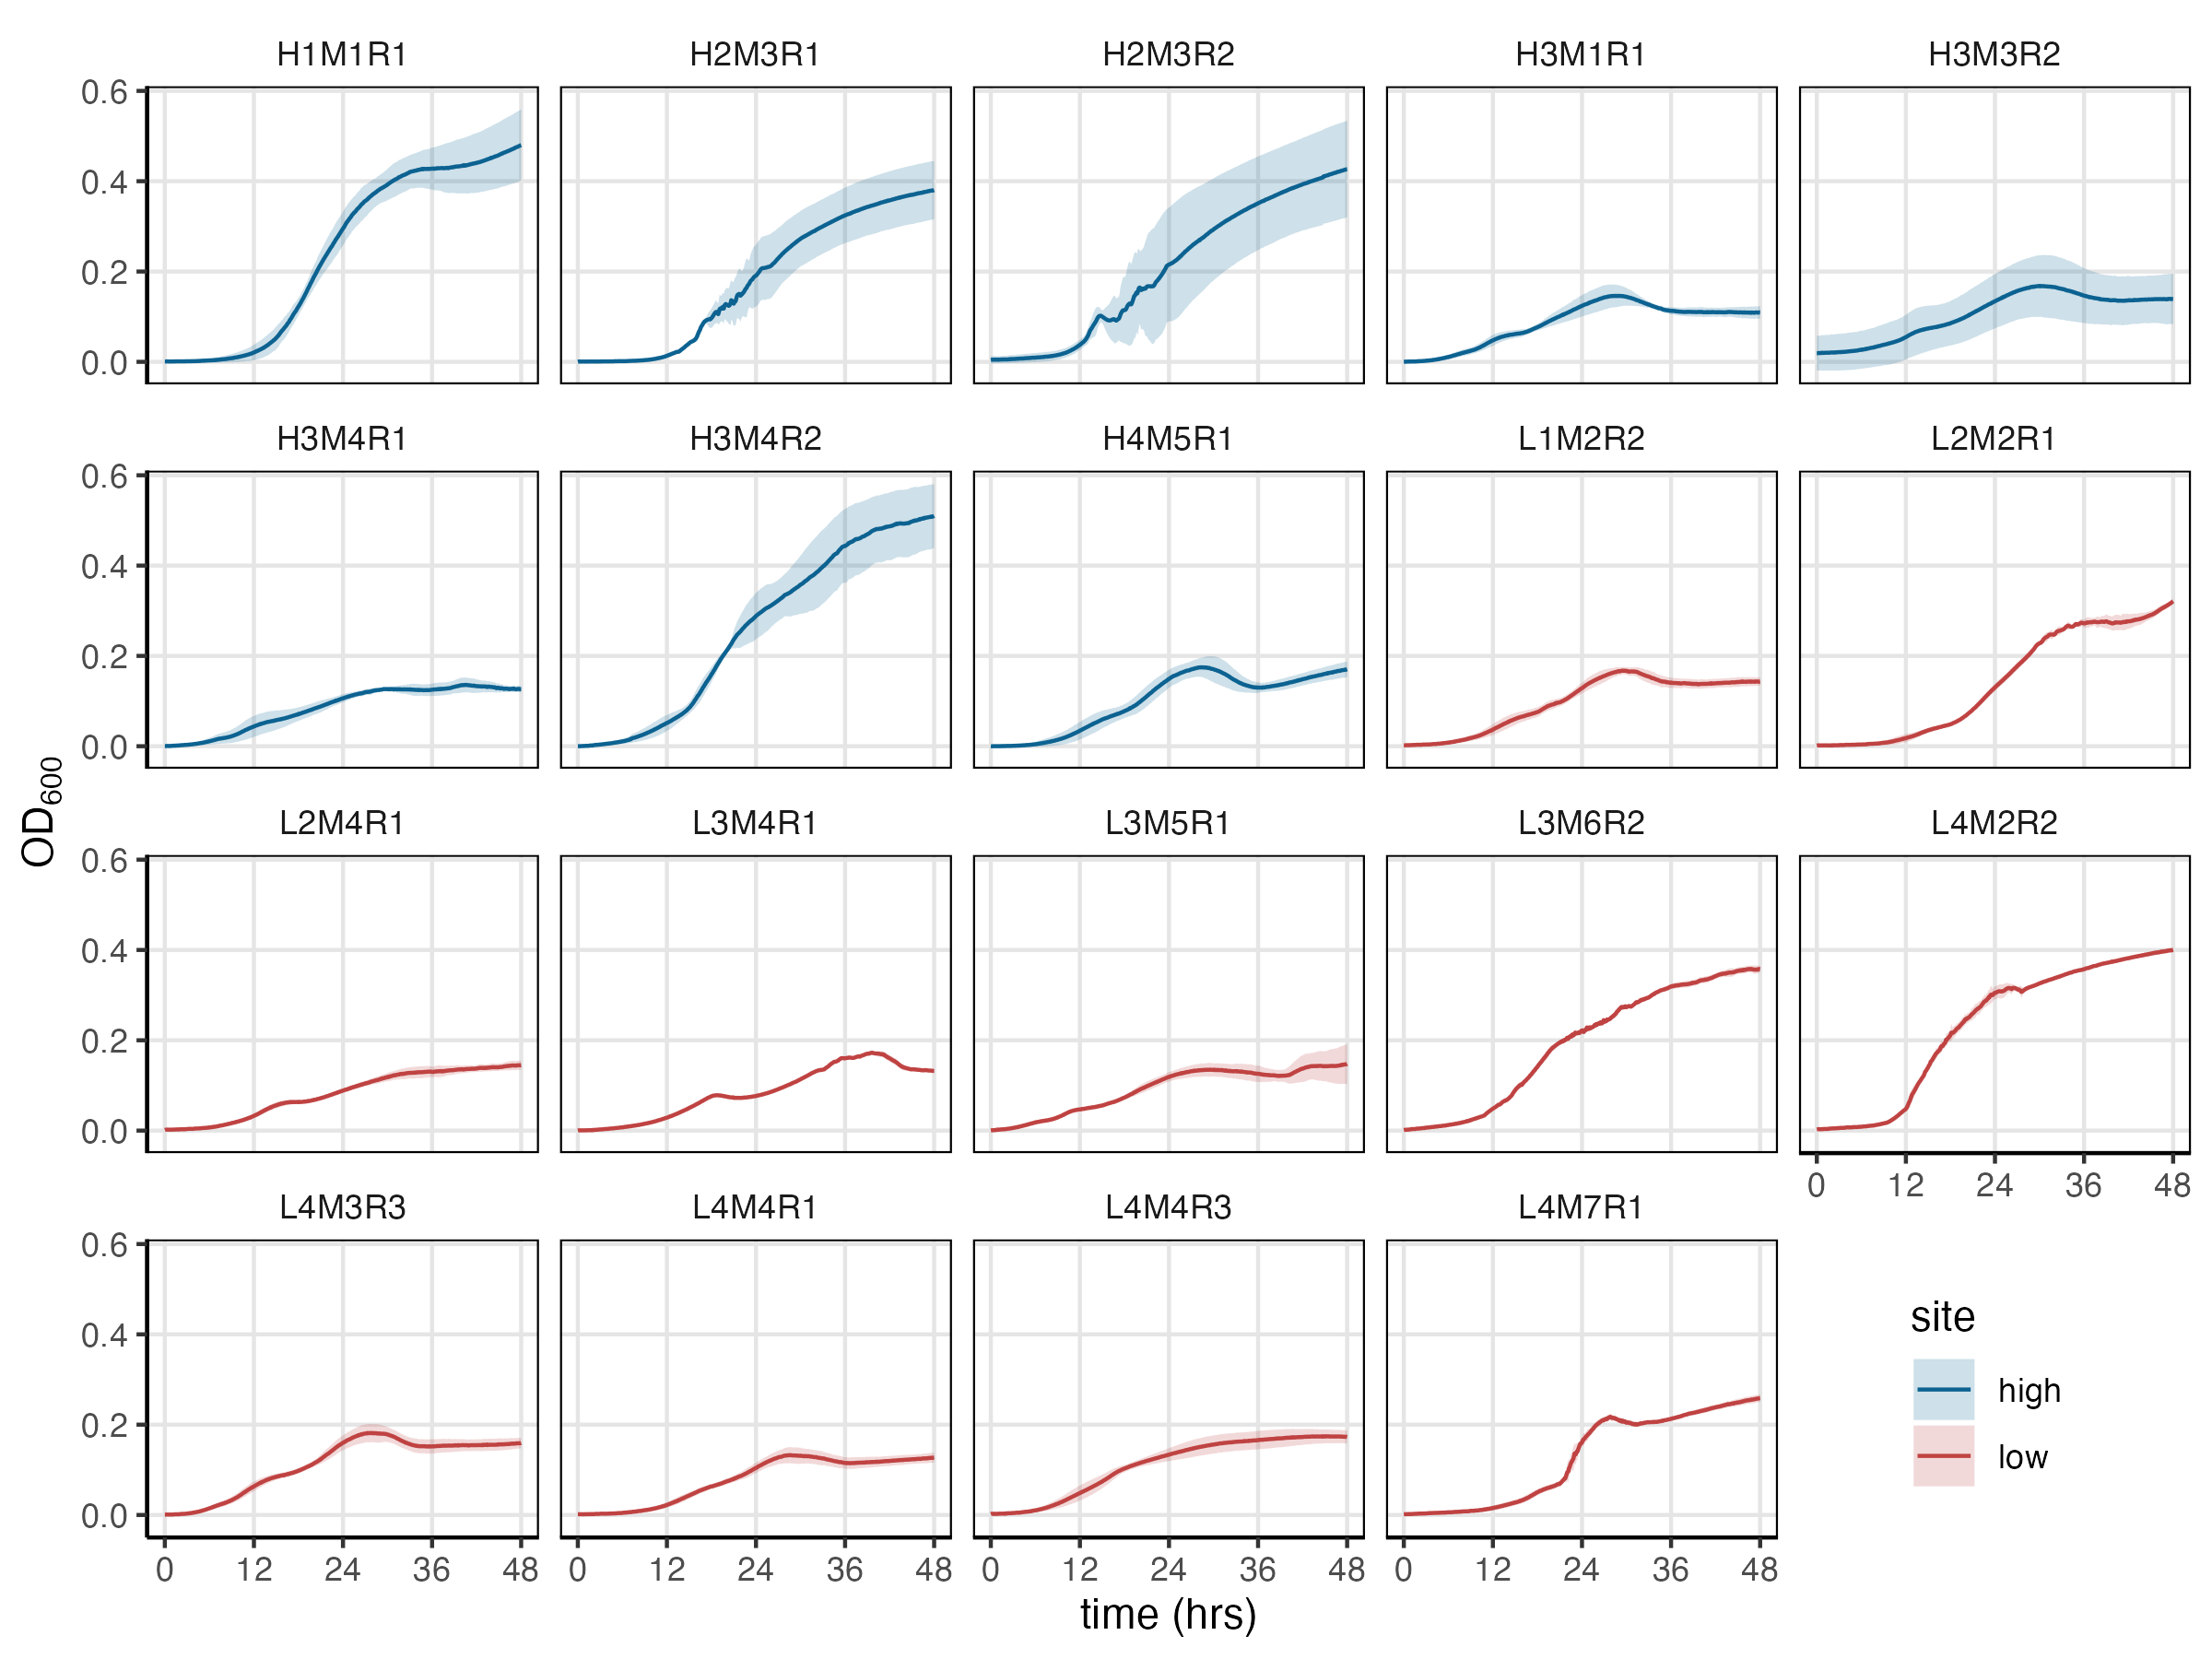 H1M1R1 H2M3R1 H2M3R2 H3M1R1 H3M3R2
0.6
0.4
0.2
0.0
H3M4R1 H3M4R2 H4M5R1 L1M2R2 L2M2R1
0.6
0.4
0.2
0.0
OD600
L2M4R1 L3M4R1 L3M5R1 L3M6R2 L4M2R2
0.6
0.4
0.2
0.0
0 12 24 36 48
L4M3R3 L4M4R1 L4M4R3 L4M7R1
0.6
0.4
0.2
0.0
site
high
low
0 12 24 36 48 0 12 24 36 48 0 12 24 36 48 0 12 24 36 48
time (hrs)